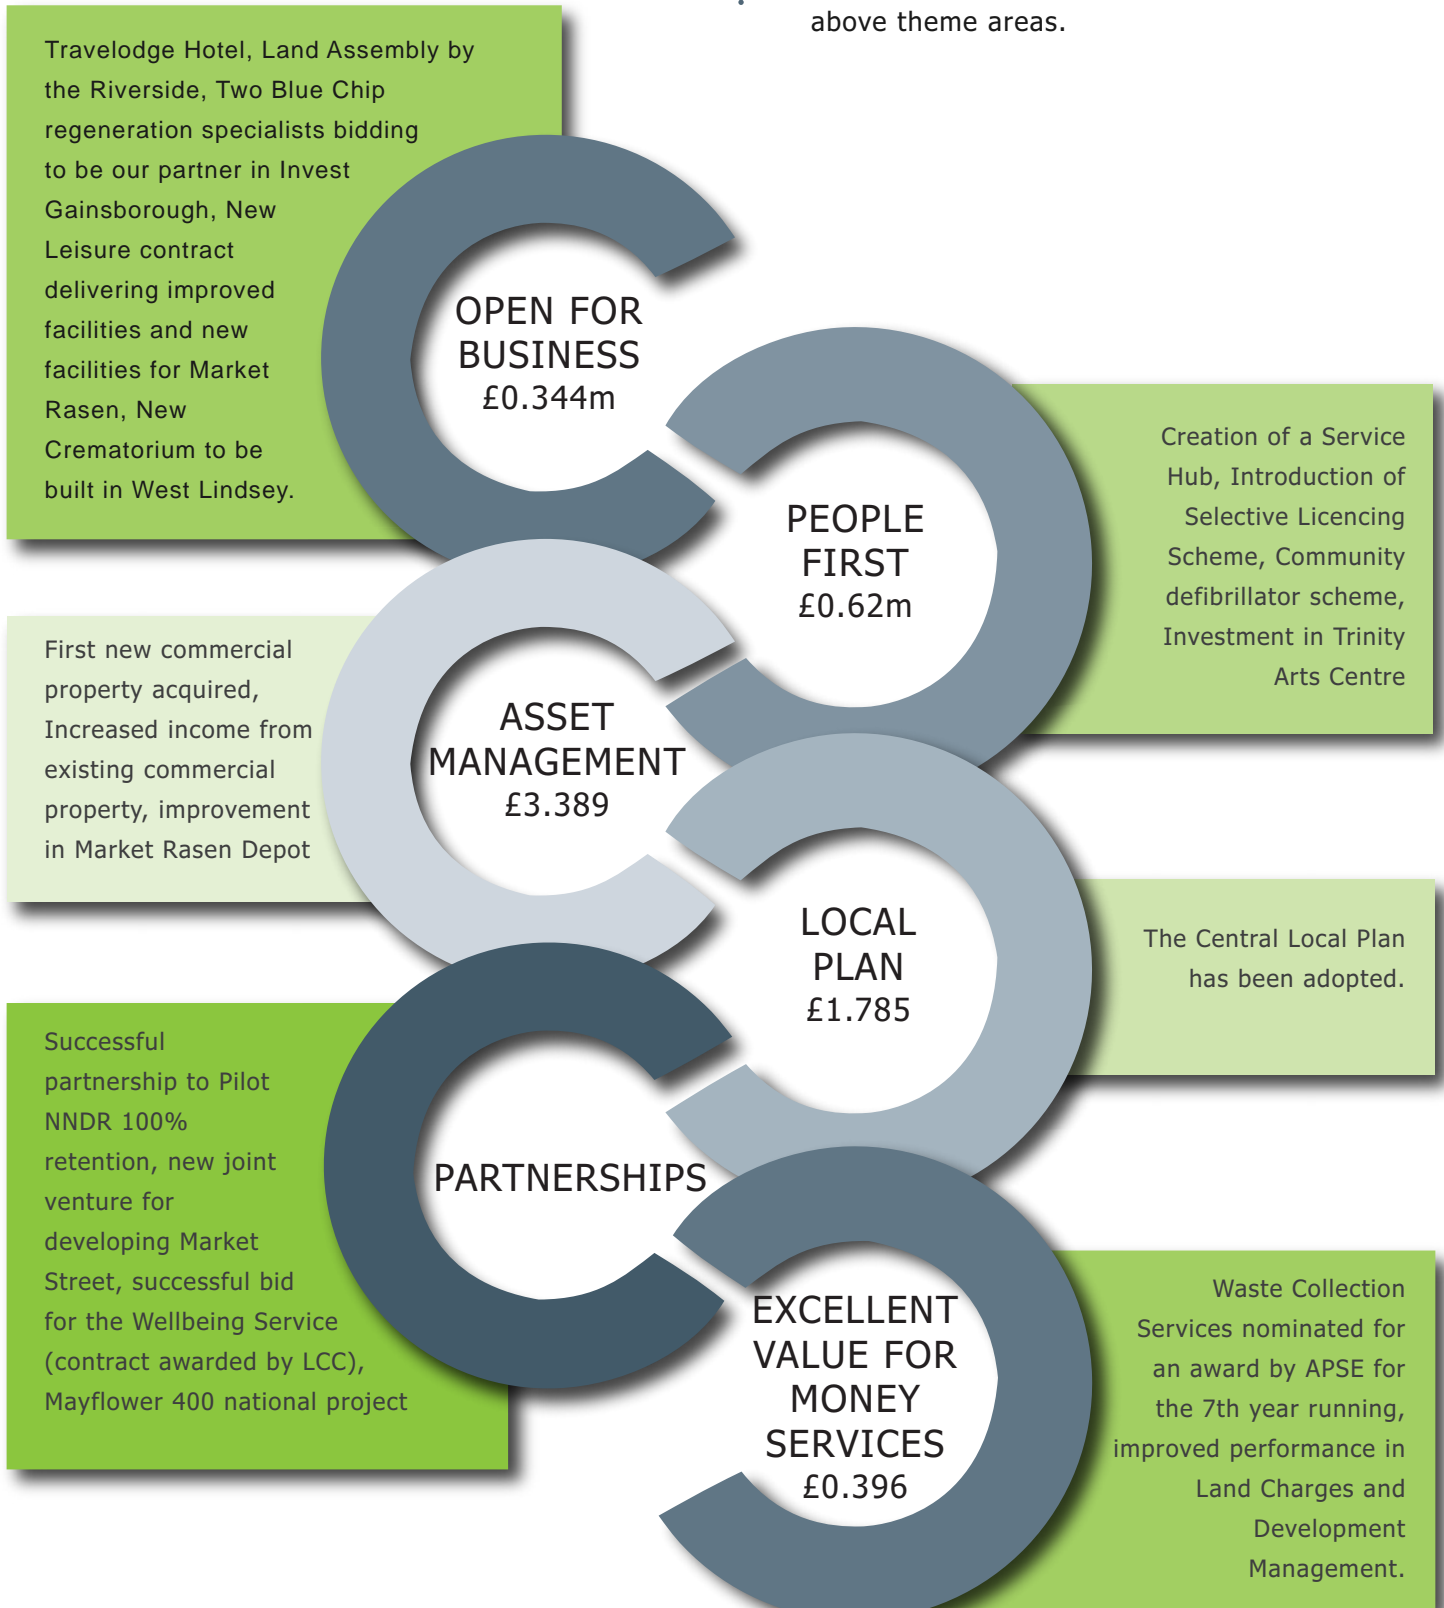 above theme areas.
Travelodge Hotel, Land Assembly by
the Riverside, Two Blue Chip
regeneration specialists bidding
to be our partner in Invest
Gainsborough, New
Leisure contract
delivering improved
facilities and new
facilities for Market
Rasen, New
Crematorium to be
built in West Lindsey.
OPEN FOR
BUSINESS
£0.344m
PEOPLE
FIRST
£0.62m
Creation of a Service
Hub, Introduction of
Selective Licencing
Scheme, Community
defibrillator scheme,
Investment in Trinity
Arts Centre
First new commercial
property acquired,
Increased income from
existing commercial
property, improvement
in Market Rasen Depot
ASSET
MANAGEMENT
£3.389
LOCAL
PLAN
£1.785
The Central Local Plan
has been adopted.
Successful
partnership to Pilot
NNDR 100%
retention, new joint
venture for
developing Market
Street, successful bid
for the Wellbeing Service
(contract awarded by LCC),
Mayflower 400 national project
PARTNERSHIPS
EXCELLENT
VALUE FOR
MONEY
SERVICES
£0.396
Waste Collection
Services nominated for
an award by APSE for
the 7th year running,
improved performance in
Land Charges and
Development
Management.